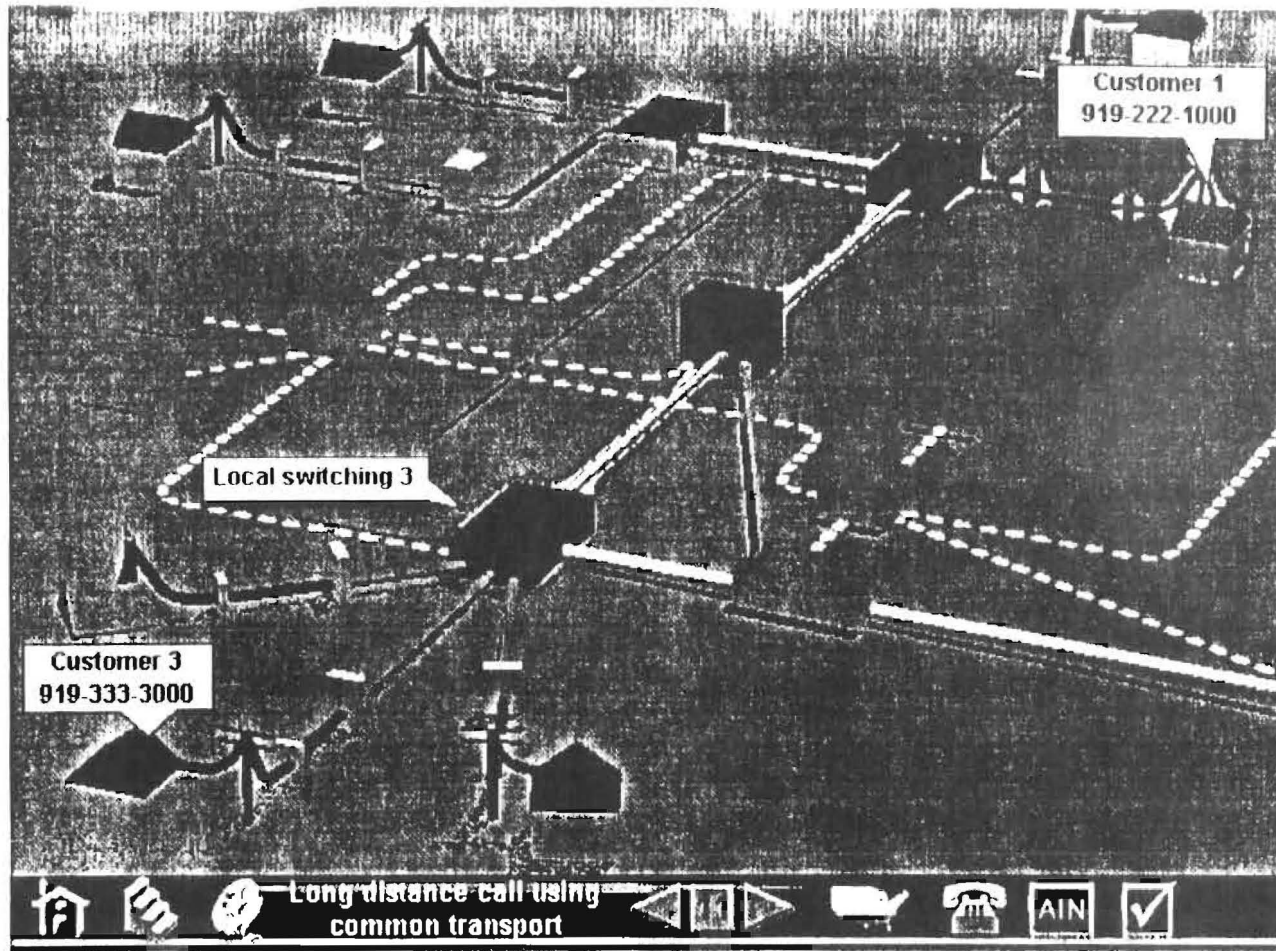 Customer 1
919-222-1000
Local switching 3
Customer 3
919-333-3000
Long distance call using
common transport
AIN